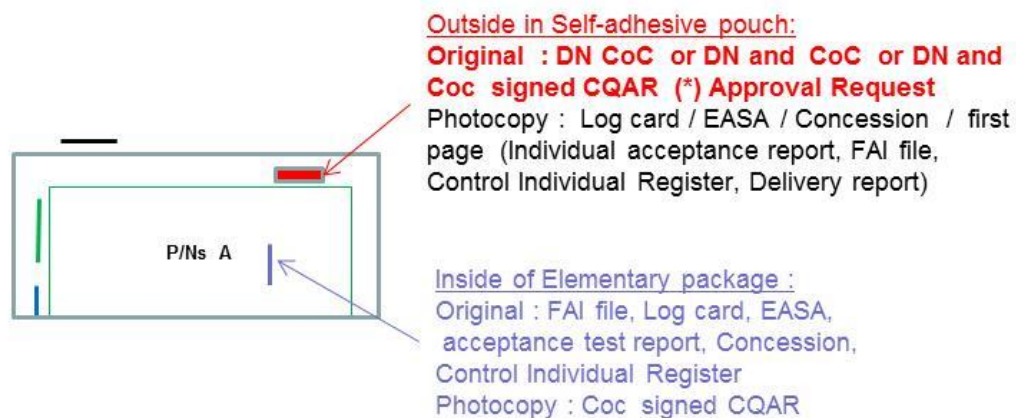 Outside in Self-adhesive pouch:
Original : DN CoC or DN and CoC or DN and
Coc signed CQAR (*) Approval Request
Photocopy : Log card / EASA / Concession / first
page (Individual acceptance report, FAI file,
Control Individual Register, Delivery report)
P/Ns A
Inside of Elementary package :
Original : FAI file, Log card, EASA,
acceptance test report, Concession,
Control Individual Register
Photocopy : Coc signed CQAR